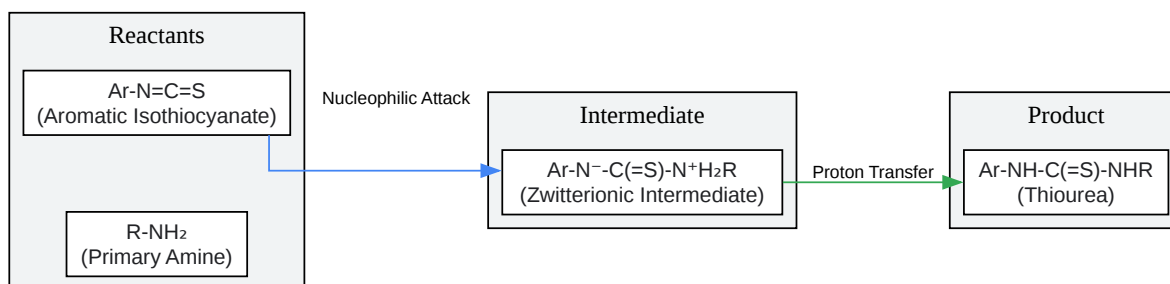 Reactants
Ar-N=C=S
(Aromatic Isothiocyanate)
R-NH₂
(Primary Amine)
Nucleophilic Attack
Intermediate
Ar-N⁻-C(=S)-N⁺H₂R
(Zwitterionic Intermediate)
Proton Transfer
Product
Ar-NH-C(=S)-NHR
(Thiourea)